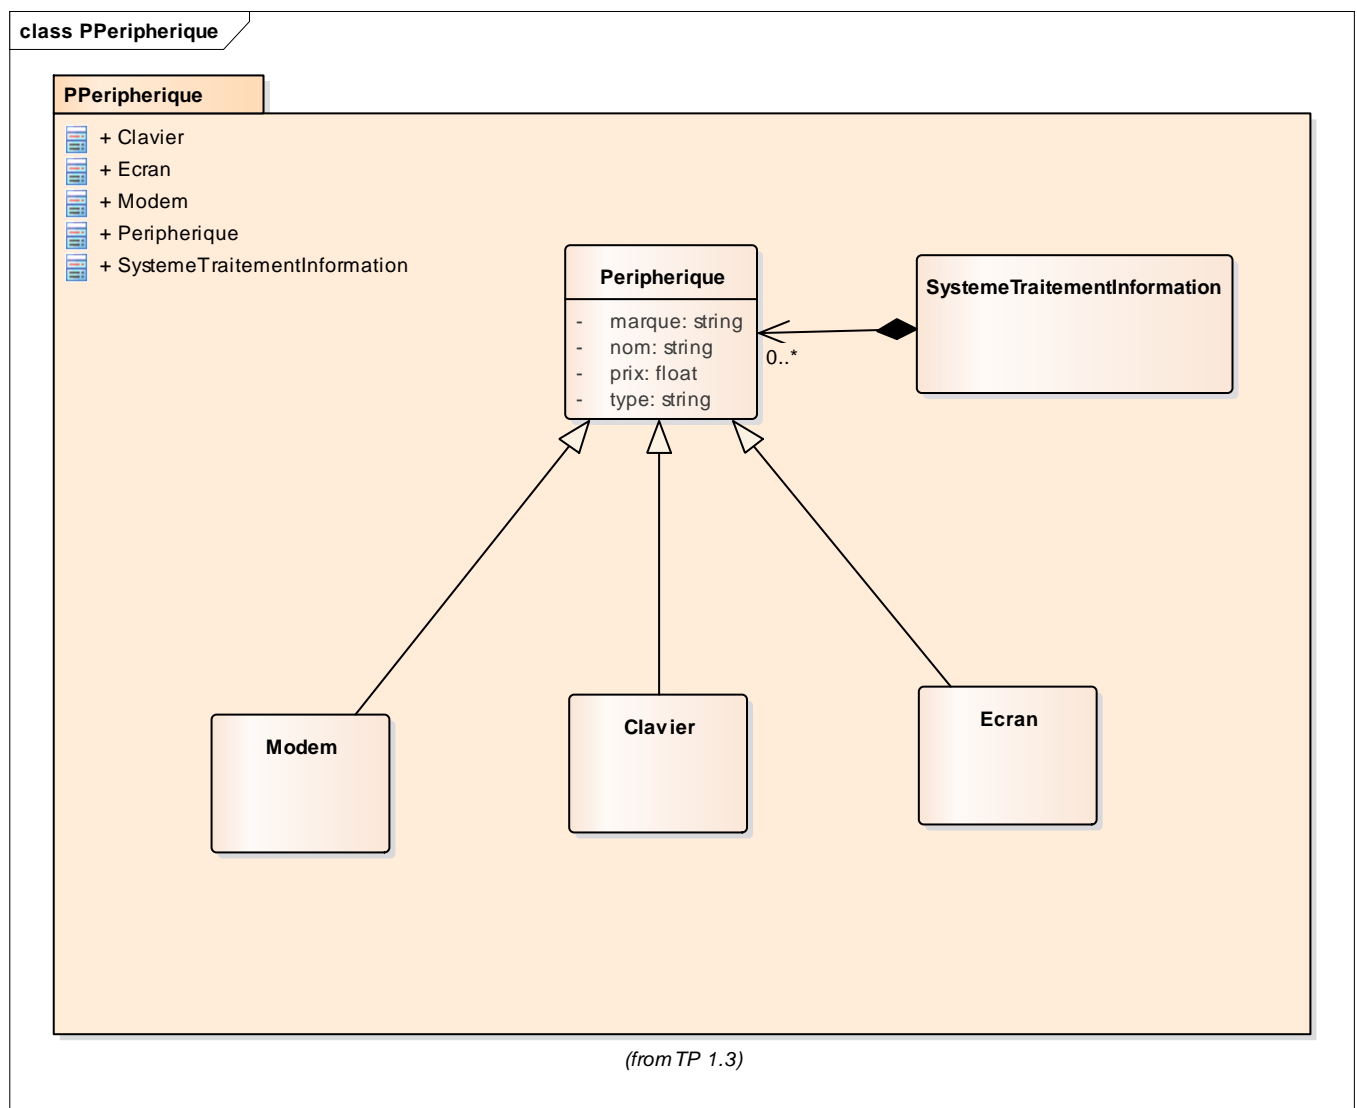 class PPeripherique
PPeripherique
+ Clavier
+ Ecran
+ Modem
+ Peripherique
+ SystemeTraitementInformation
Peripherique
- marque: string
- nom: string
- prix: float
- type: string
0..*
SystemeTraitementInformation
Modem
Clavier
Ecran
(from TP 1.3)